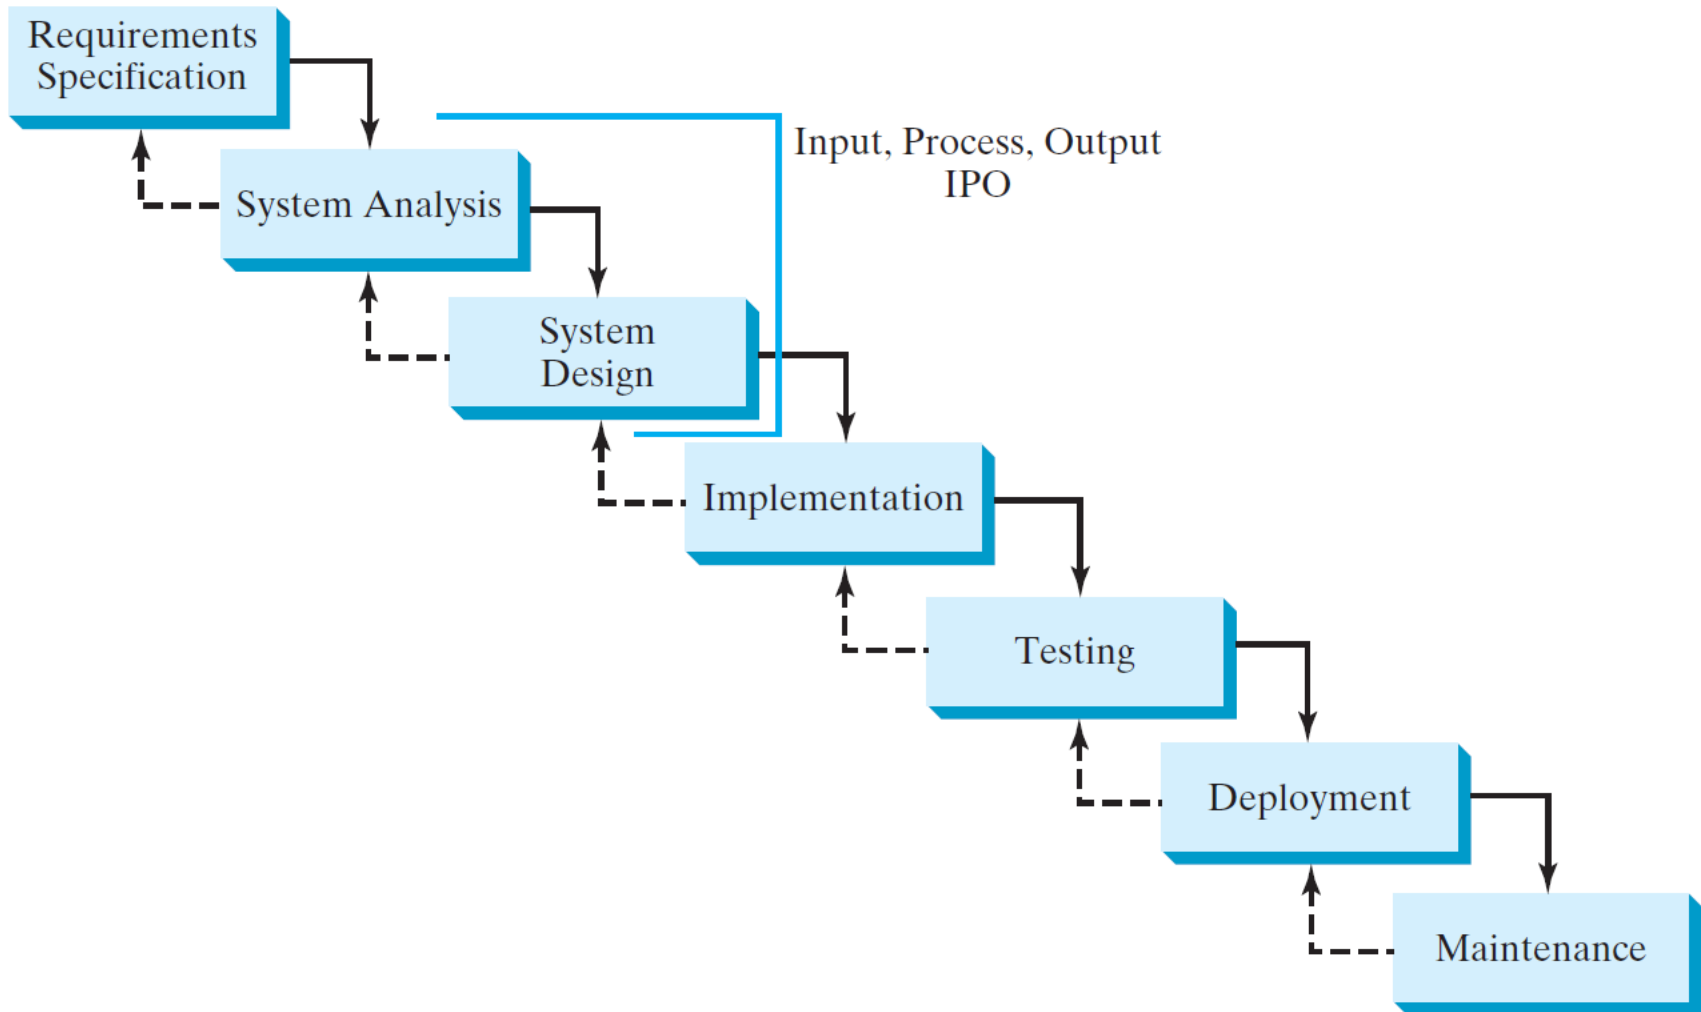 Requirements
Specification
Input, Process, Output
IPO
System Analysis
System
Design
Implementation
Testing
Deployment
Maintenance